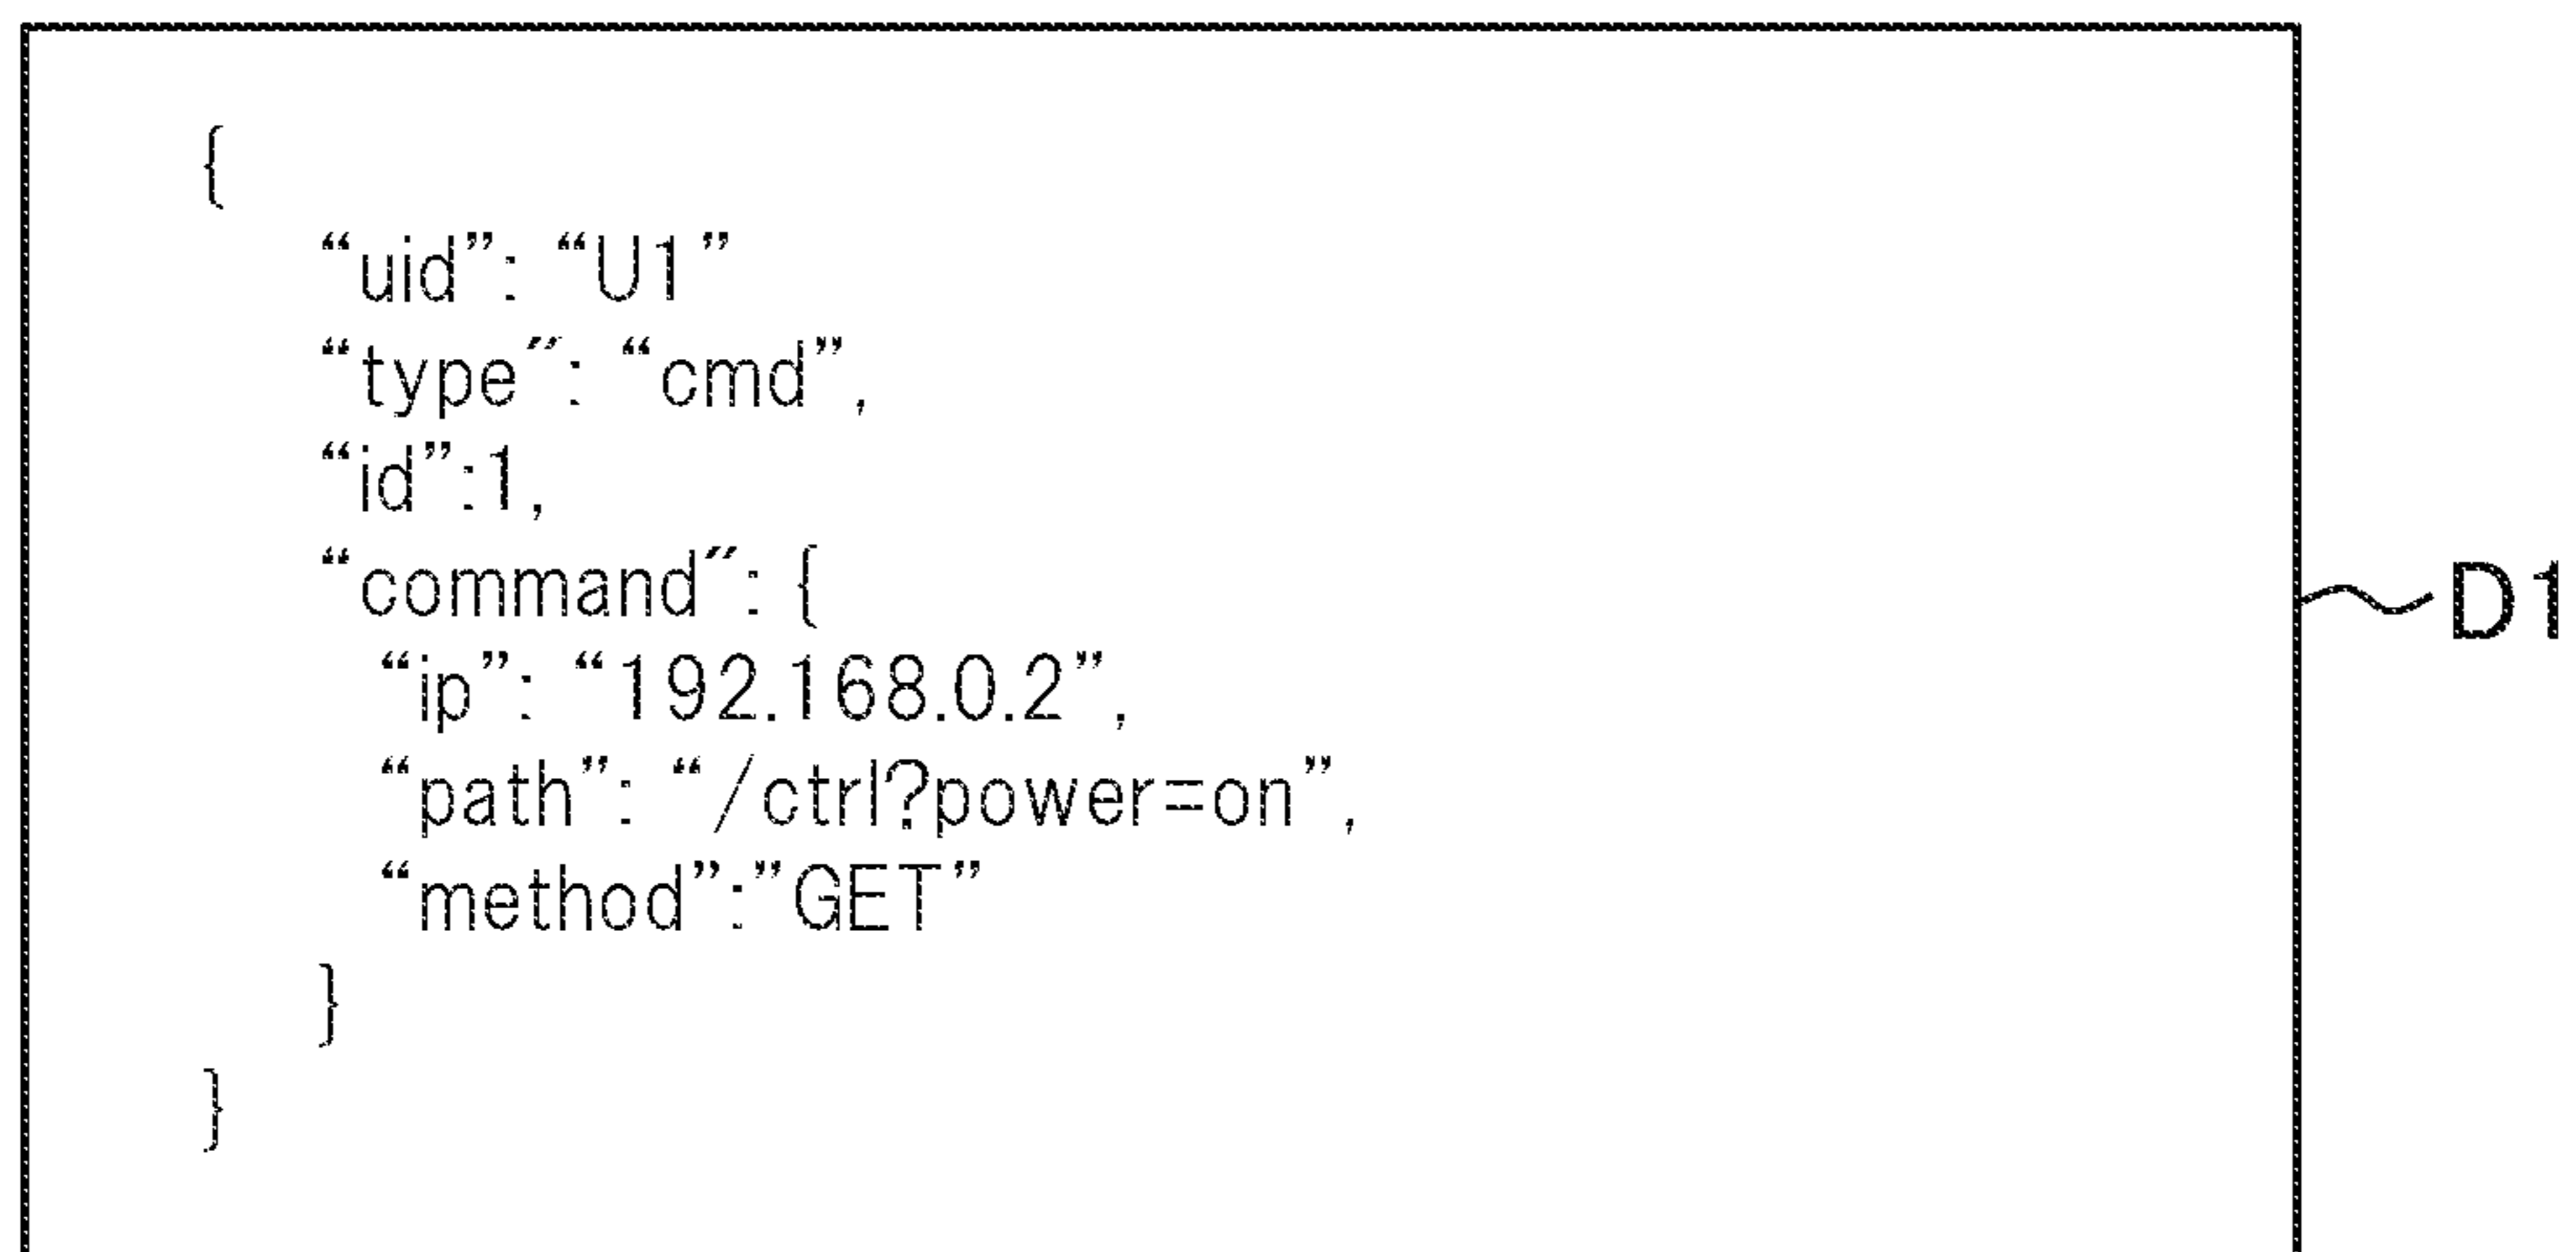 {
“uid”: “U1”
“type”: “cmd”,
“id”:1,
“command”: {
“ip”: “192.168.0.2”,
“path”: “/ctrl?power=on”,
“method”:”GET”
}
}
D1